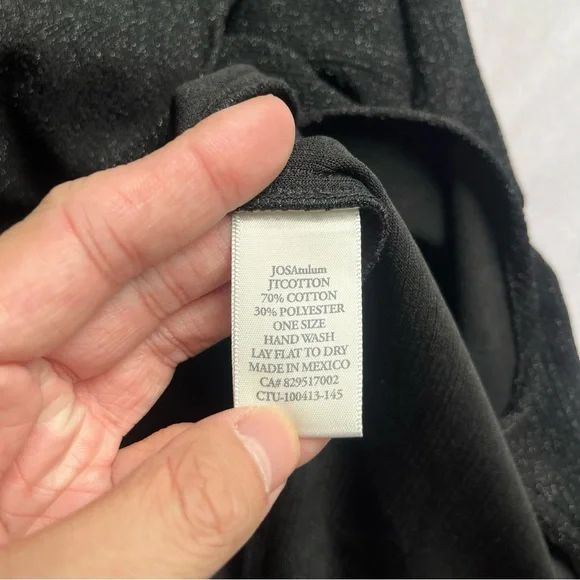 JOSAtulum
JTCOTTON
70% COTTON
30% POLYESTER
ONE SIZE
HAND WASH
LAY FLAT TO DRY
MADE IN MEXICO
CA# 829517002
CTU-100413-145